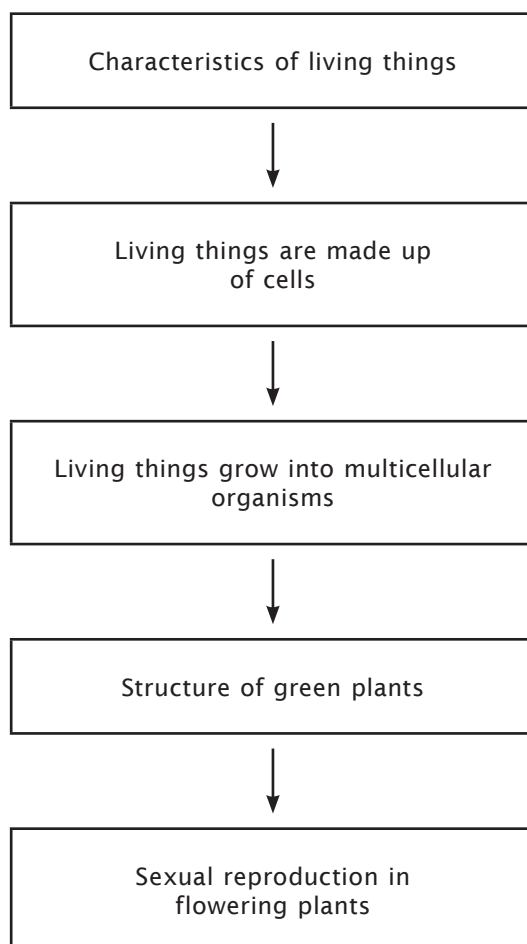 Characteristics of living things
Living things are made up
of cells
Living things grow into multicellular
organisms
Structure of green plants
Sexual reproduction in
flowering plants